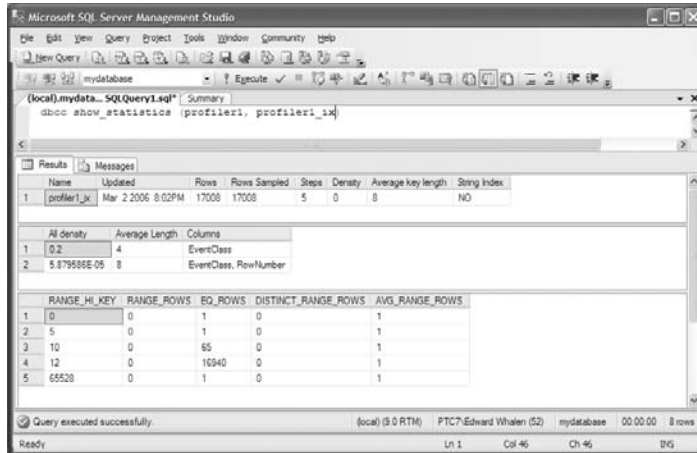 Microsoft SQL Server Management Studio
File Edit View Query Project Tools Window Community Help
New Query
mydatabase Execute
(local).mydata... SQLQuery1.sql* Summary
dbcc show_statistics (profiler1, profiler1_ix)
Results Messages
Name Updated Rows Rows Sampled Steps Density Average key length String Index
1 profiler1_ix Mar 2 2006 8:02PM 17008 17008 5 0 8 NO
All density Average Length Columns
1 0.2 4 EventClass
2 5.879586E-05 8 EventClass, RowNumber
RANGE_HI_KEY RANGE_ROWS EQ_ROWS DISTINCT_RANGE_ROWS AVG_RANGE_ROWS
1 0 0 1 0 1
2 5 0 1 0 1
3 10 0 65 0 1
4 12 0 16940 0 1
5 65528 0 1 0 1
Query executed successfully. (local) (9.0 RTM) PTC7\Edward Whalen (52) mydatabase 00:00:00 8 rows
Ready Ln 1 Col 46 Ch 46 INS